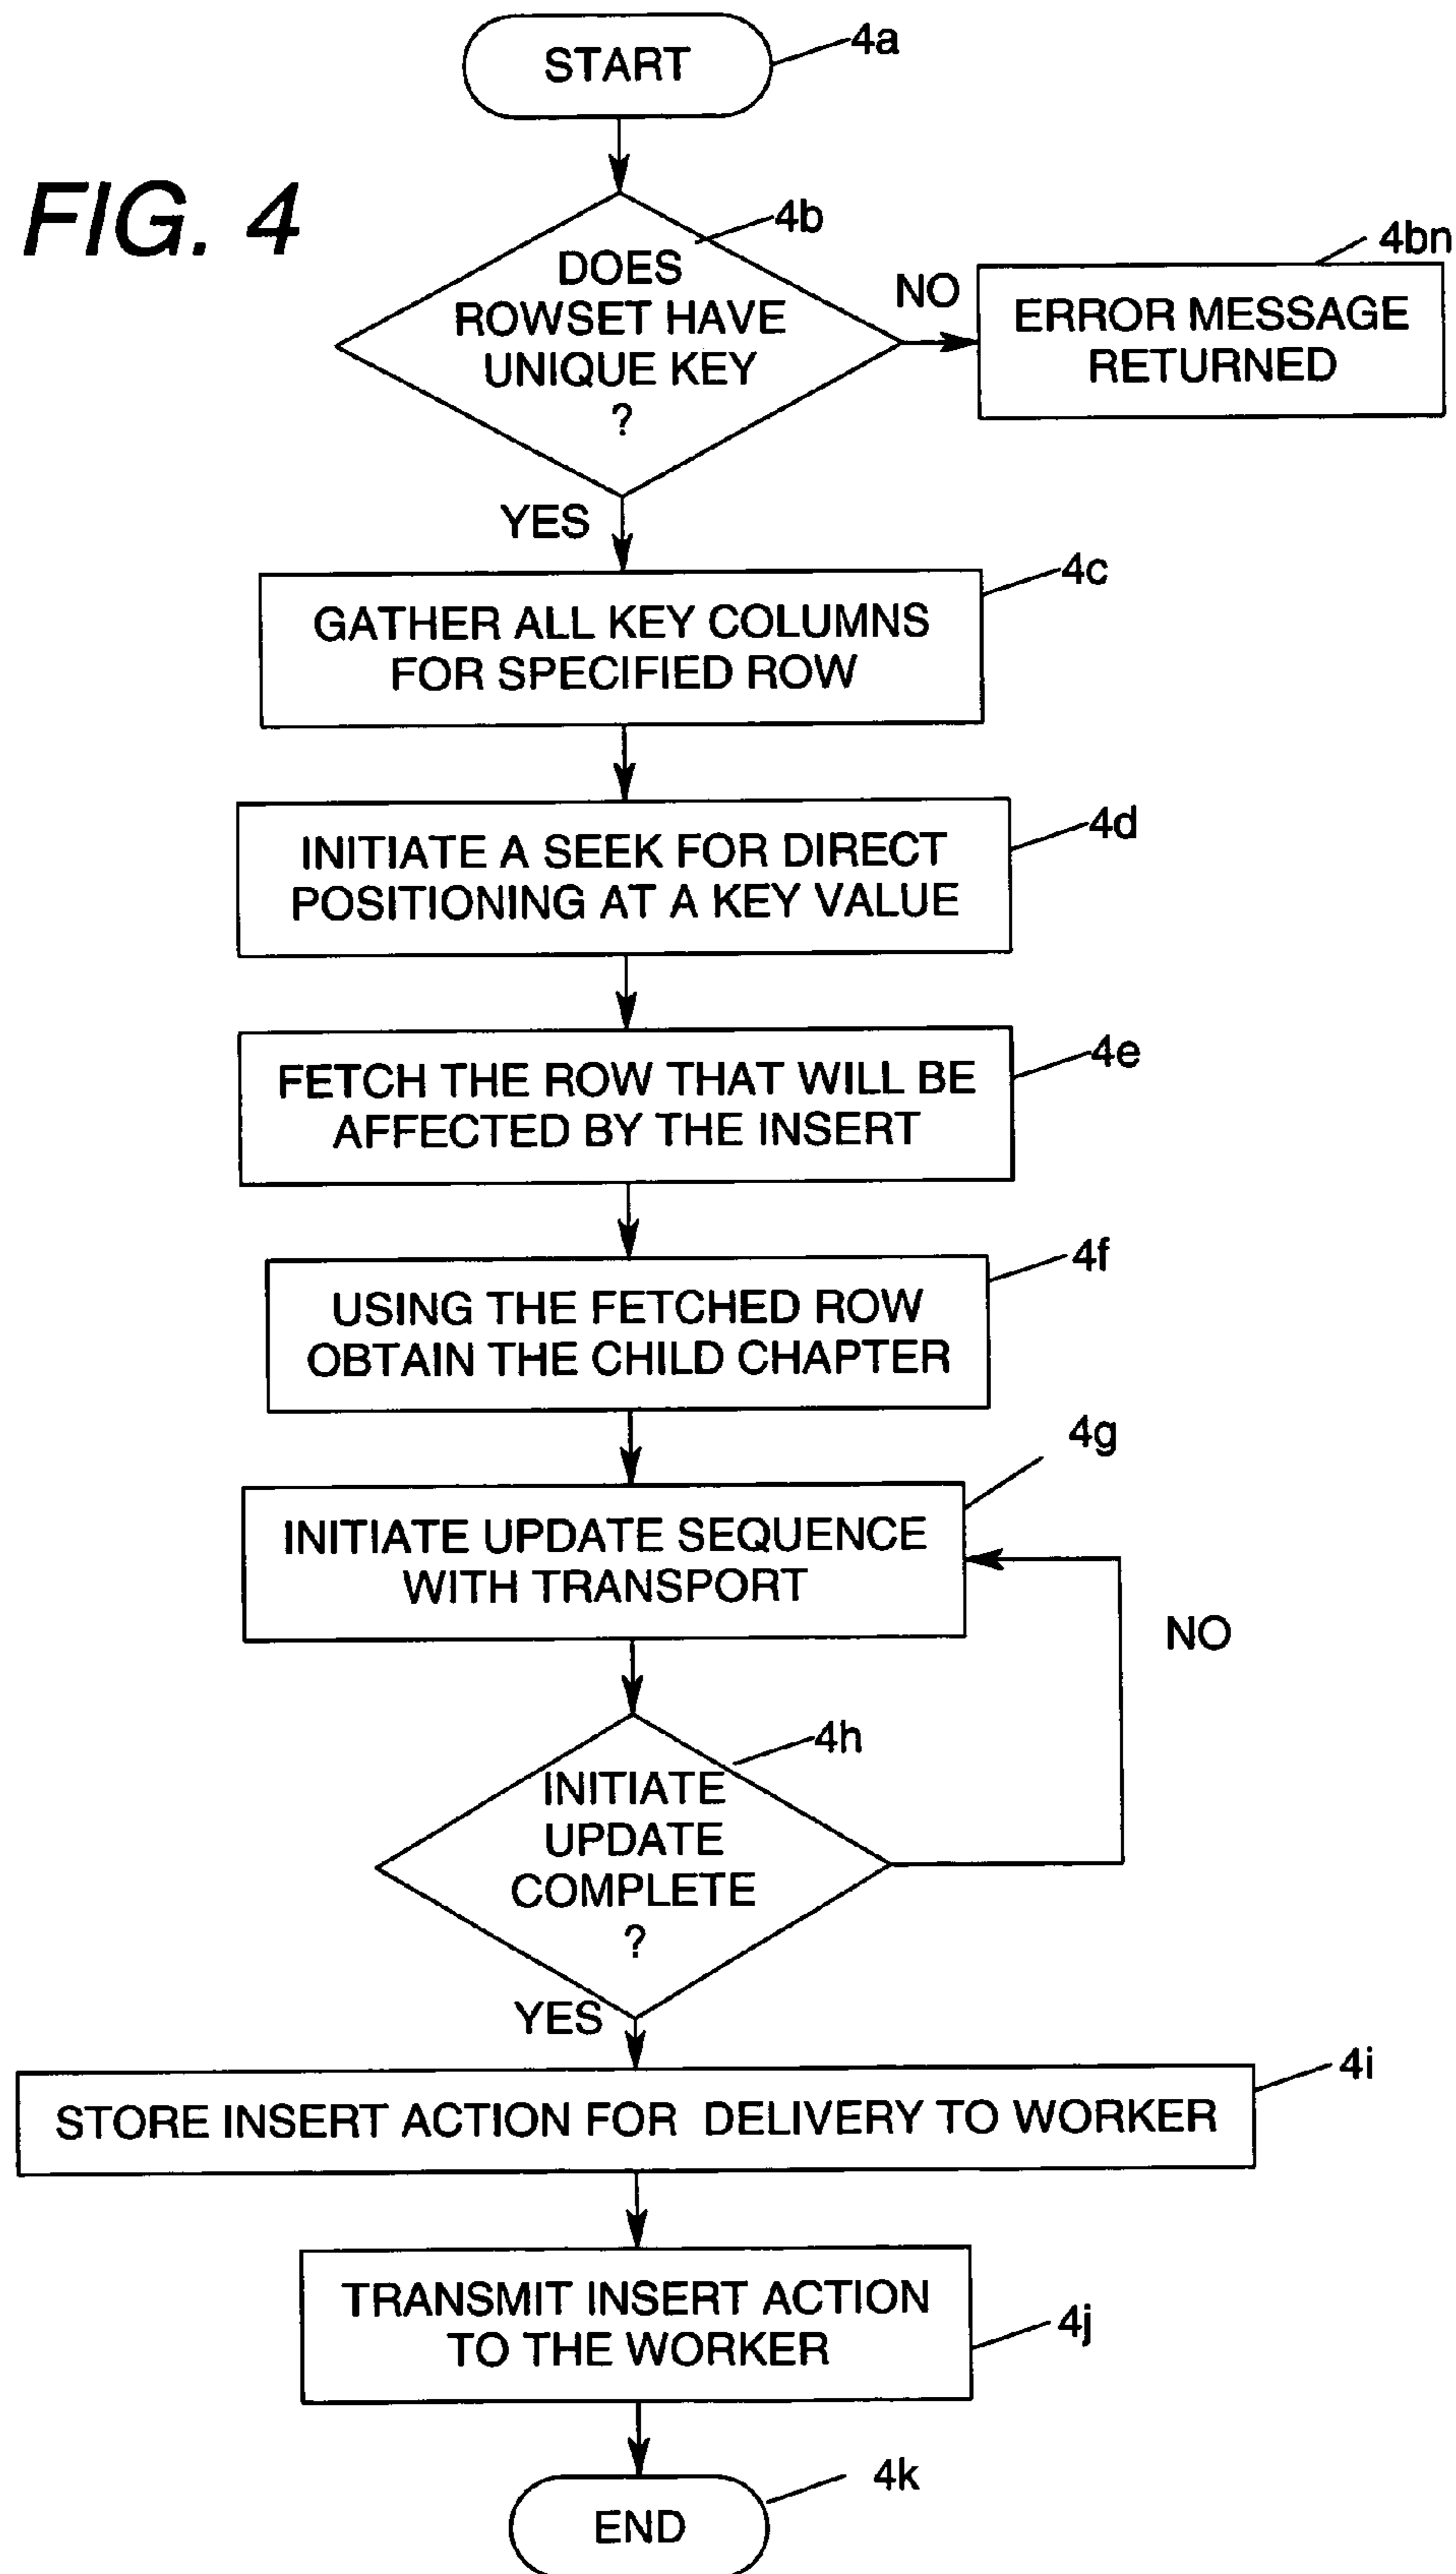 START
4a
FIG. 4
4b
DOES
ROWSET HAVE
UNIQUE KEY
?
NO
4bn
ERROR MESSAGE
RETURNED
YES
4c
GATHER ALL KEY COLUMNS
FOR SPECIFIED ROW
4d
INITIATE A SEEK FOR DIRECT
POSITIONING AT A KEY VALUE
4e
FETCH THE ROW THAT WILL BE
AFFECTED BY THE INSERT
4f
USING THE FETCHED ROW
OBTAIN THE CHILD CHAPTER
4g
INITIATE UPDATE SEQUENCE
WITH TRANSPORT
NO
4h
INITIATE
UPDATE
COMPLETE
?
YES
4i
STORE INSERT ACTION FOR DELIVERY TO WORKER
TRANSMIT INSERT ACTION
TO THE WORKER
4j
4k
END